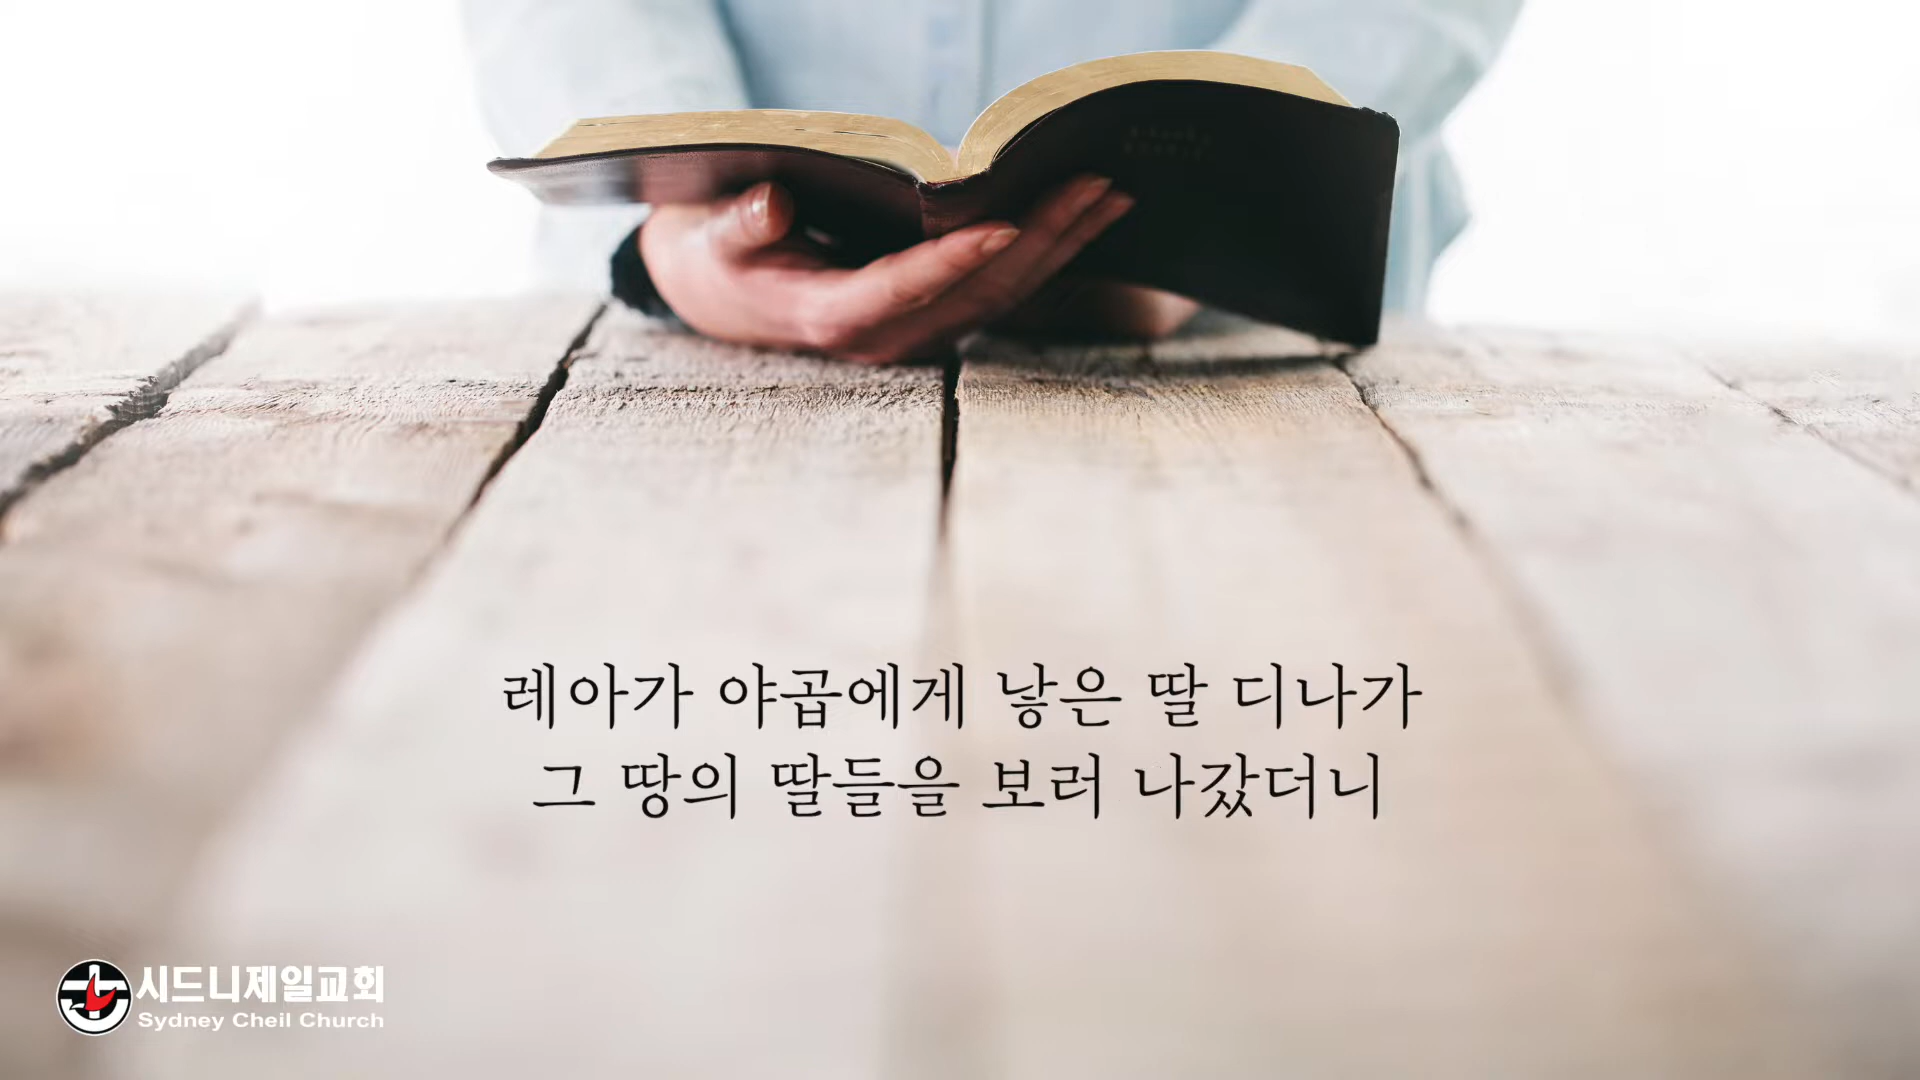 레아가 야곱에게 낳은 딸 디나가
그 땅의 딸들을 보러 나갔더니
시드니제일교회
Sydney Cheil Church